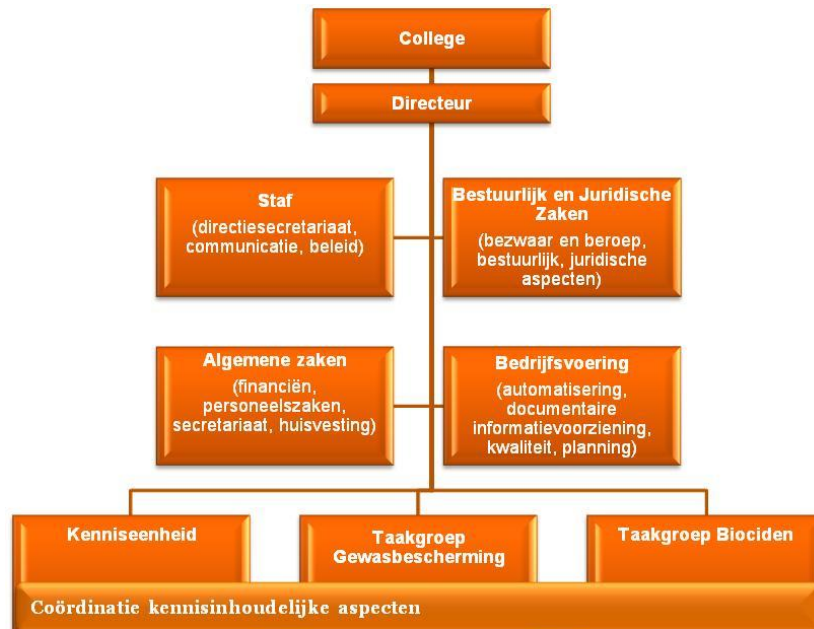 College
Directeur
Staf
(directiesecretariaat,
communicatie, beleid)
Bestuurlijk en Juridische
Zaken
(bezwaar en beroep,
bestuurlijk, juridische
aspecten)
Algemene zaken
(financiën,
personeelszaken,
secretariaat, huisvesting)
Bedrijfsvoering
(automatisering,
documentaire
informatievoorziening,
kwaliteit, planning)
Kenniseenheid
Taakgroep
Gewasbescherming
Taakgroep Biociden
Coördinatie kennisinhoudelijke aspecten